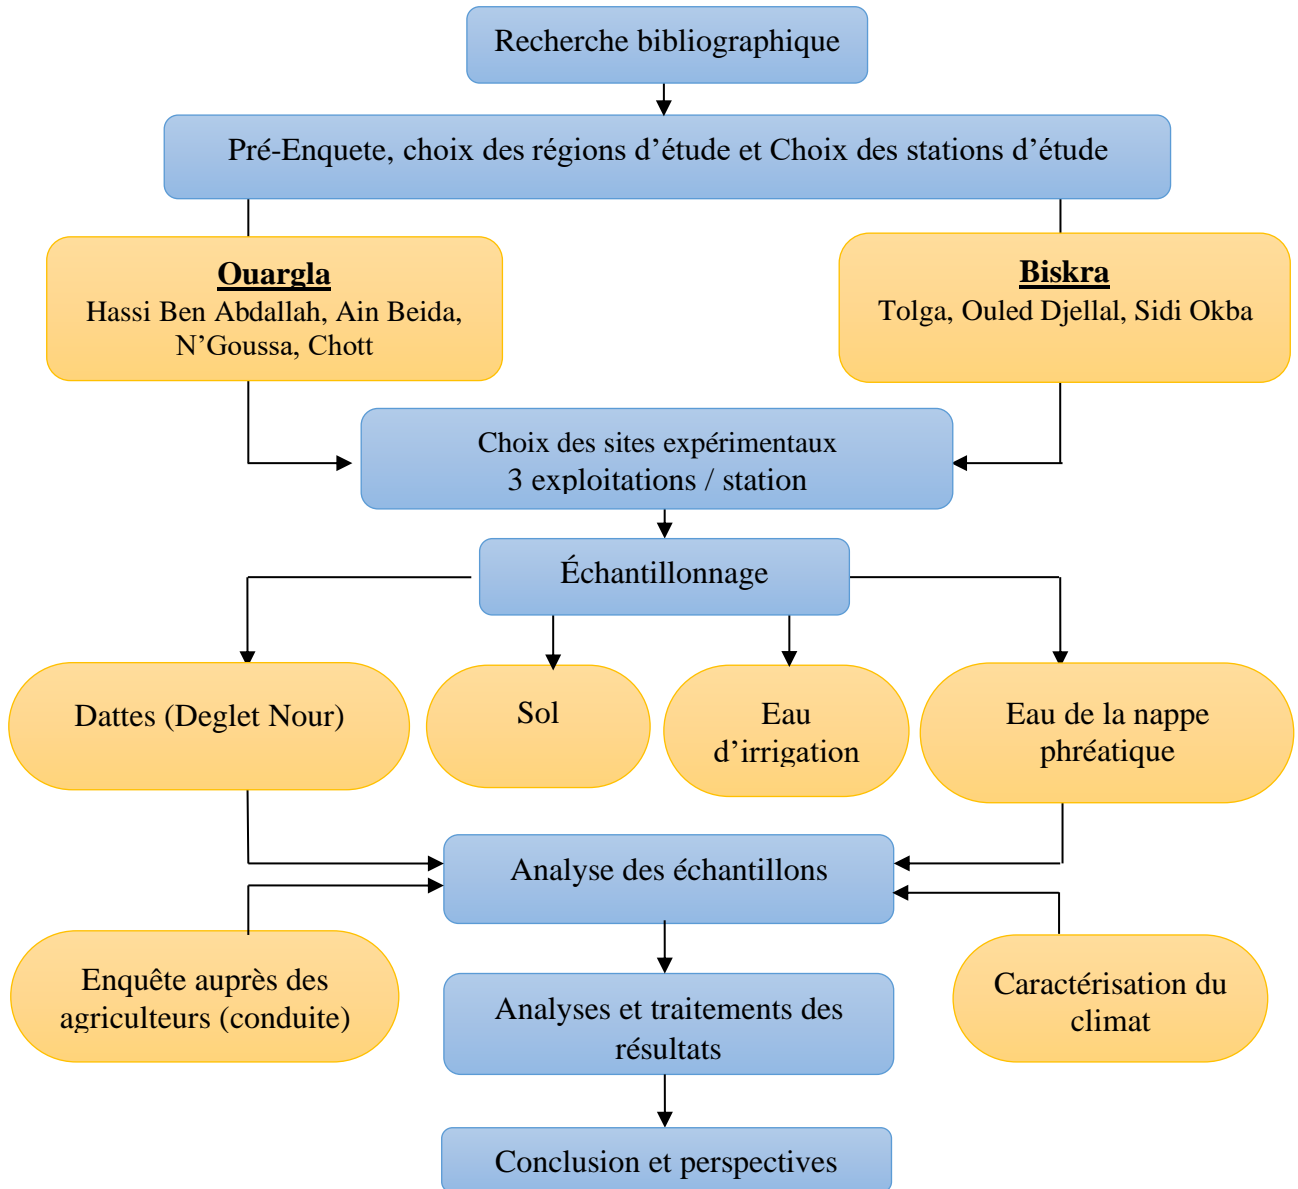 Recherche bibliographique
Pré-Enquete, choix des régions d’étude et Choix des stations d’étude
Ouargla
Hassi Ben Abdallah, Ain Beida,
N’Goussa, Chott
Biskra
Tolga, Ouled Djellal, Sidi Okba
Choix des sites expérimentaux
3 exploitations / station
Échantillonnage
Dattes (Deglet Nour)
Sol
Eau
d’irrigation
Eau de la nappe
phréatique
Analyse des échantillons
Enquête auprès des
agriculteurs (conduite)
Caractérisation du
climat
Analyses et traitements des
résultats
Conclusion et perspectives